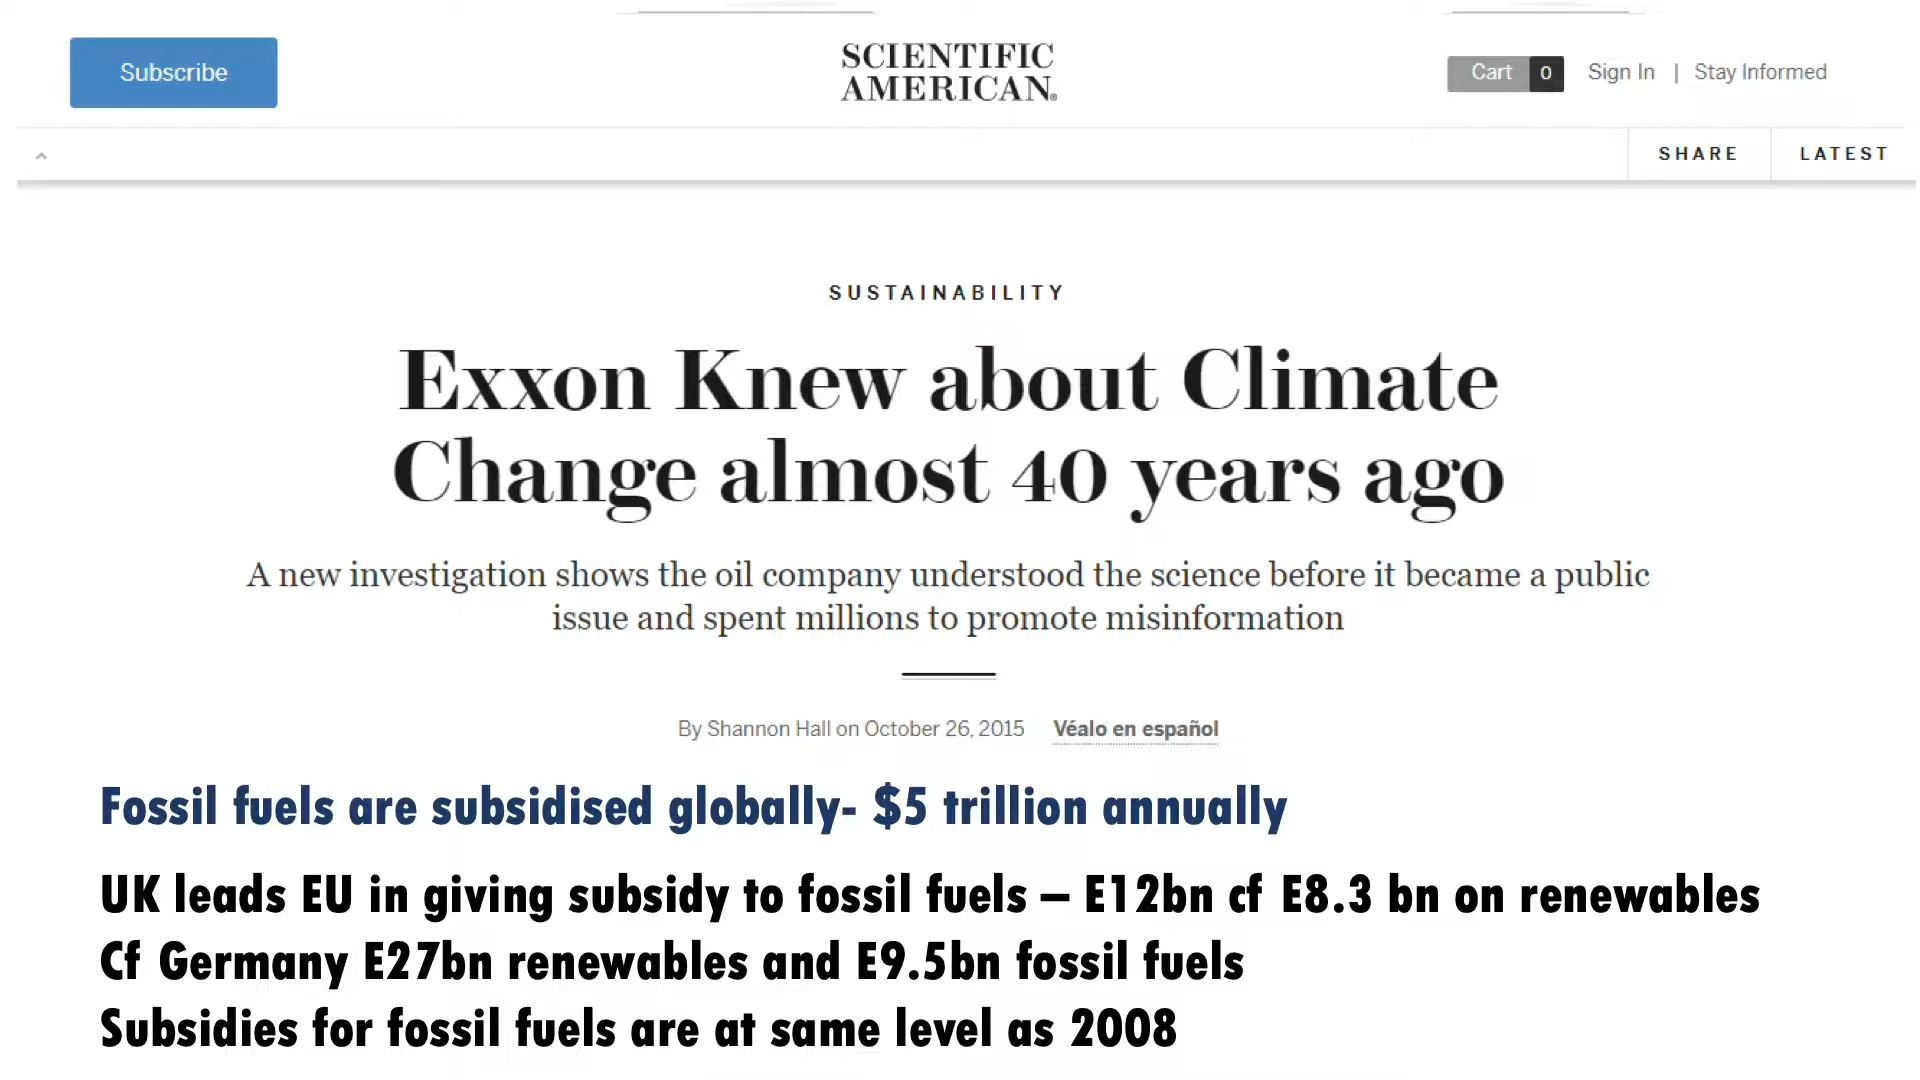 Subscribe
SCIENTIFIC
AMERICAN®
Cart 0 Sign In | Stay Informed
SHARE LATEST
SUSTAINABILITY
Exxon Knew about Climate
Change almost 40 years ago
A new investigation shows the oil company understood the science before it became a public
issue and spent millions to promote misinformation
By Shannon Hall on October 26, 2015 Véalo en español
Fossil fuels are subsidised globally- $5 trillion annually
UK leads EU in giving subsidy to fossil fuels – E12bn cf E8.3 bn on renewables
Cf Germany E27bn renewables and E9.5bn fossil fuels
Subsidies for fossil fuels are at same level as 2008